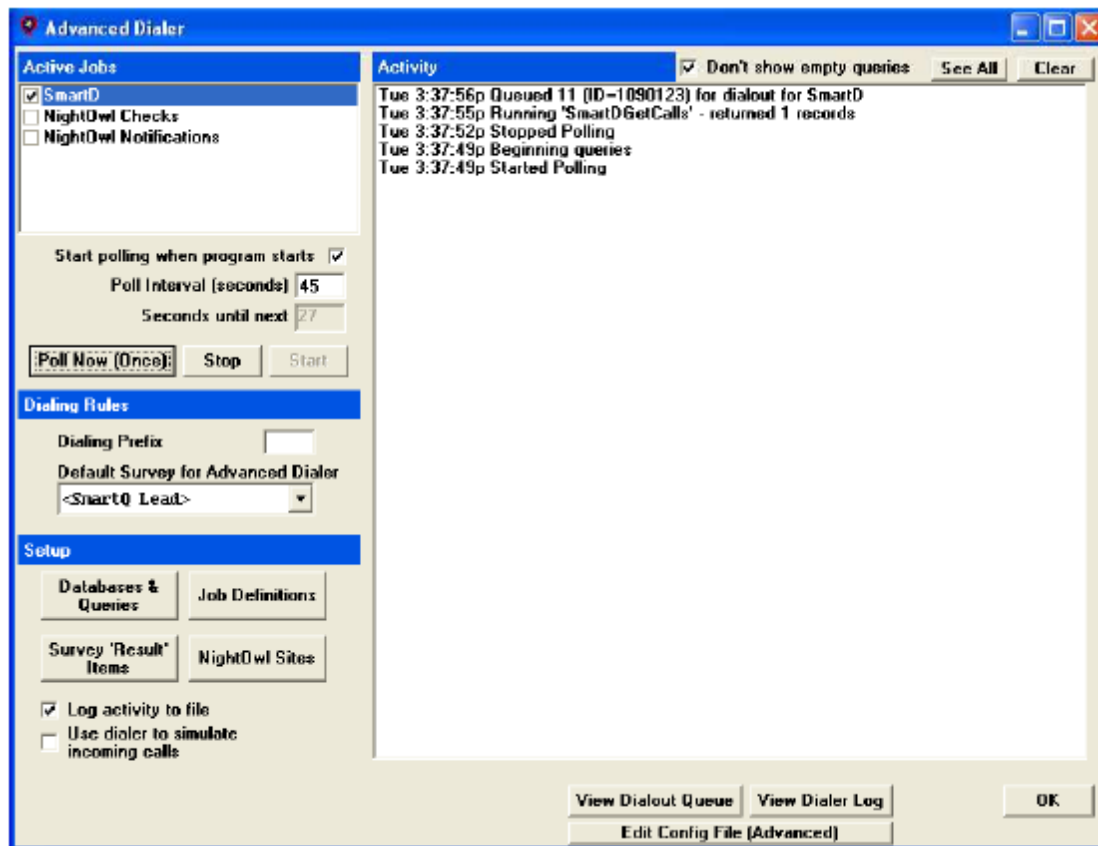 Advanced Dialer
Active Jobs
SmartD
NightOwl Checks
NightOwl Notifications
Start polling when program starts
Poll Interval (seconds) 45
Seconds until next 27
Poll Now (Once) Stop Start
Dialing Rules
Dialing Prefix
Default Survey for Advanced Dialer
<SmartQ Lead>
Setup
Databases & Queries
Job Definitions
Survey 'Result' Items
NightOwl Sites
Log activity to file
Use dialer to simulate
incoming calls
Activity Don't show empty queries See All Clear
Tue 3:37:56p Queued 11 (ID=1090123) for dialout for SmartD
Tue 3:37:55p Running 'SmartDGetCalls' - returned 1 records
Tue 3:37:52p Stopped Polling
Tue 3:37:49p Beginning queries
Tue 3:37:49p Started Polling
View Dialout Queue View Dialer Log OK
Edit Config File (Advanced)